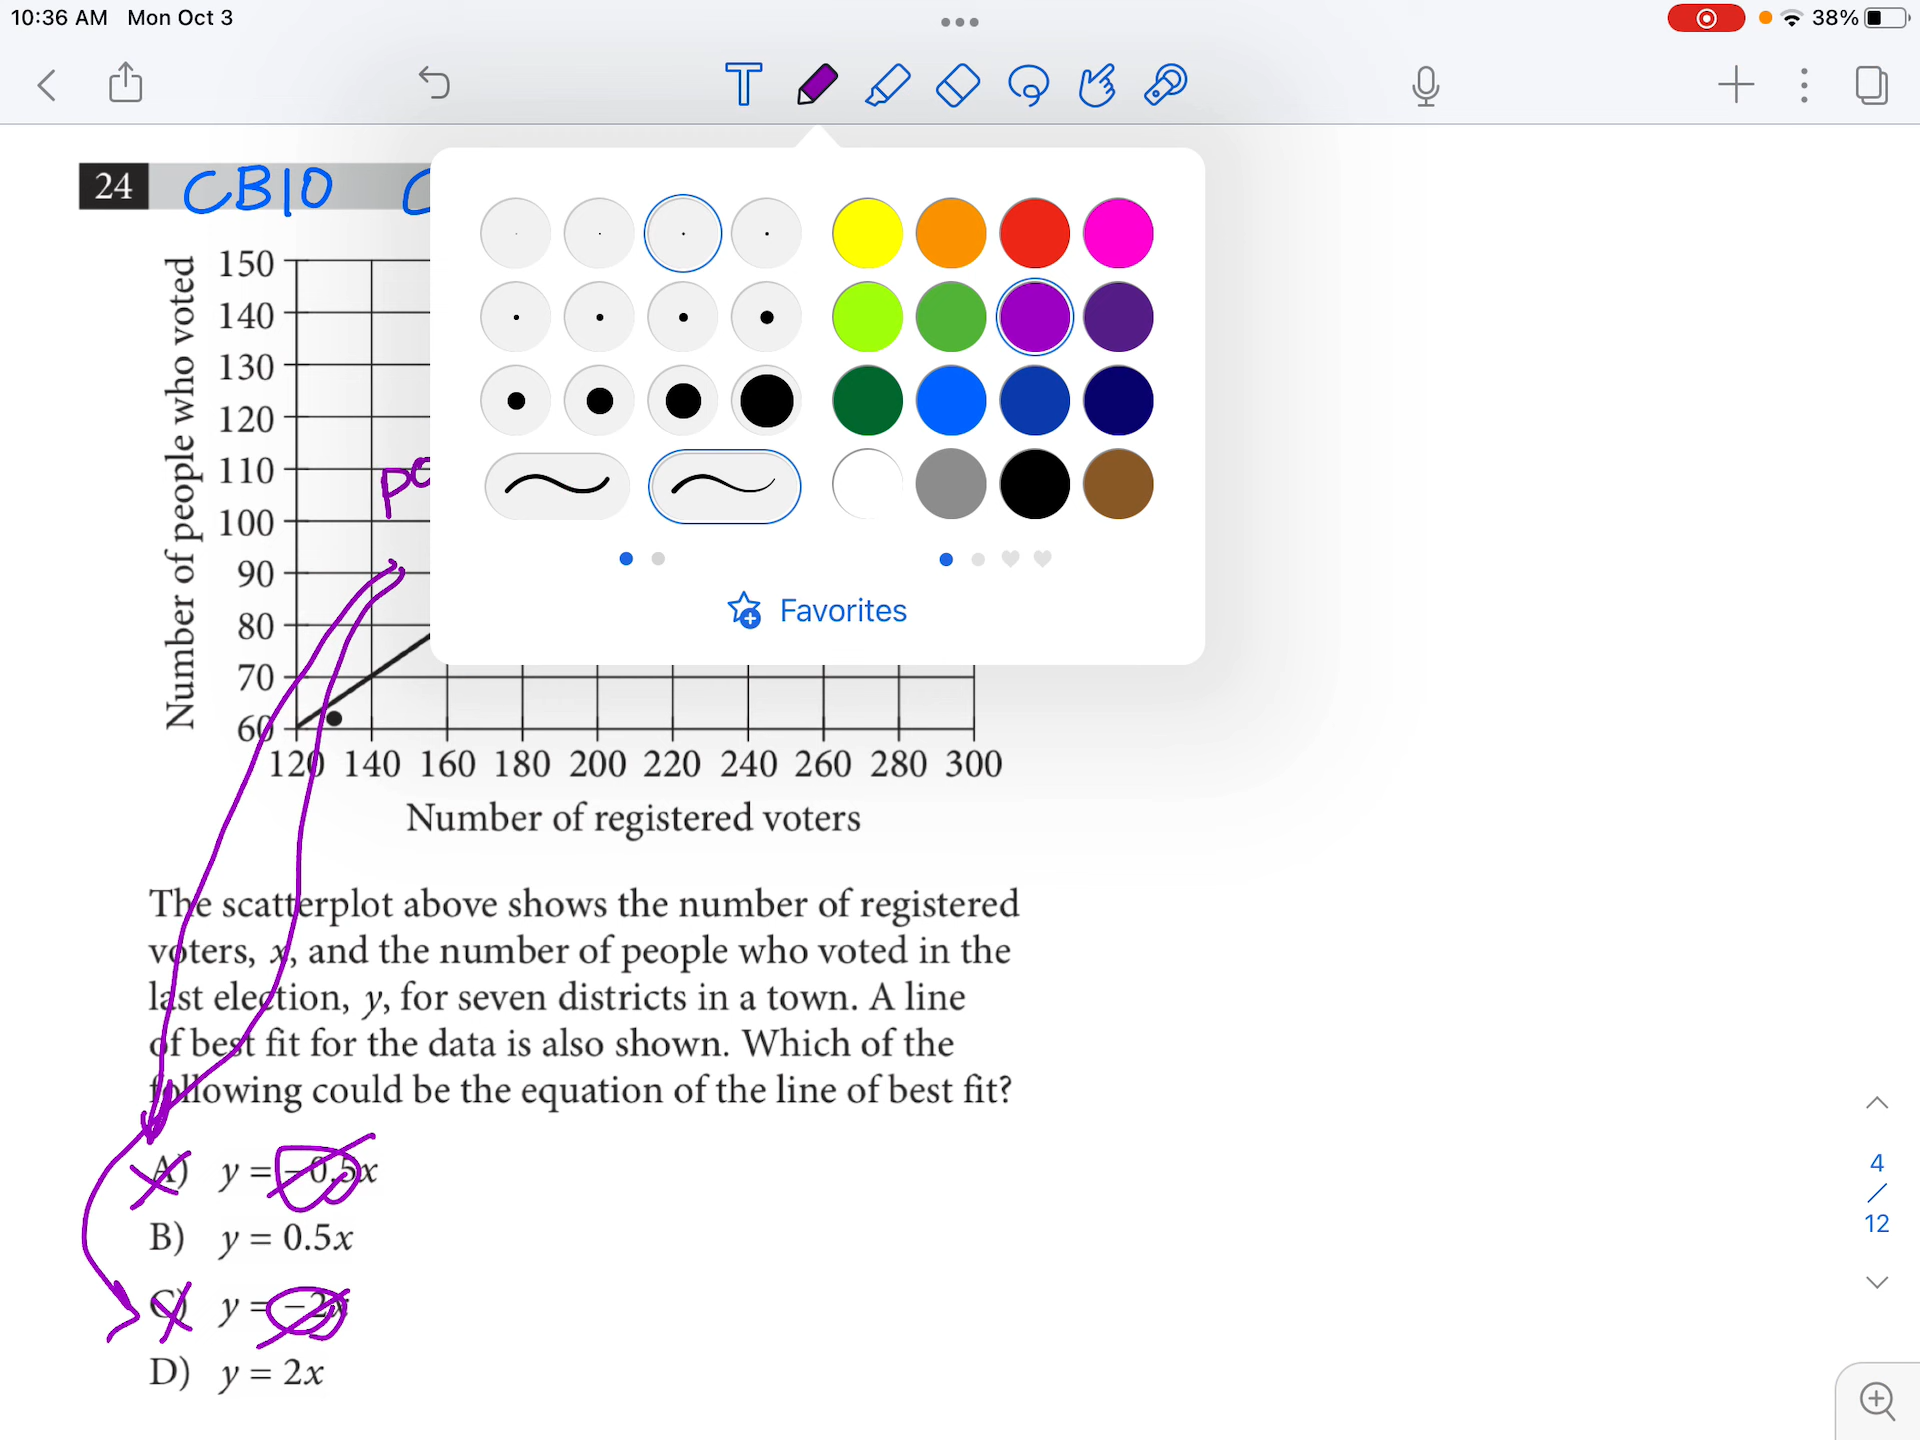 10:36 AM Mon Oct 3
38%
T
24 CB10
Favorites
Number of people who voted
150
140
130
120
110
100
90
80
70
60
120 140 160 180 200 220 240 260 280 300
Number of registered voters
The scatterplot above shows the number of registered
voters, x, and the number of people who voted in the
last election, y, for seven districts in a town. A line
of best fit for the data is also shown. Which of the
following could be the equation of the line of best fit?
A) y = −0.5x
B) y = 0.5x
C) y = −2x
D) y = 2x
4
/
12